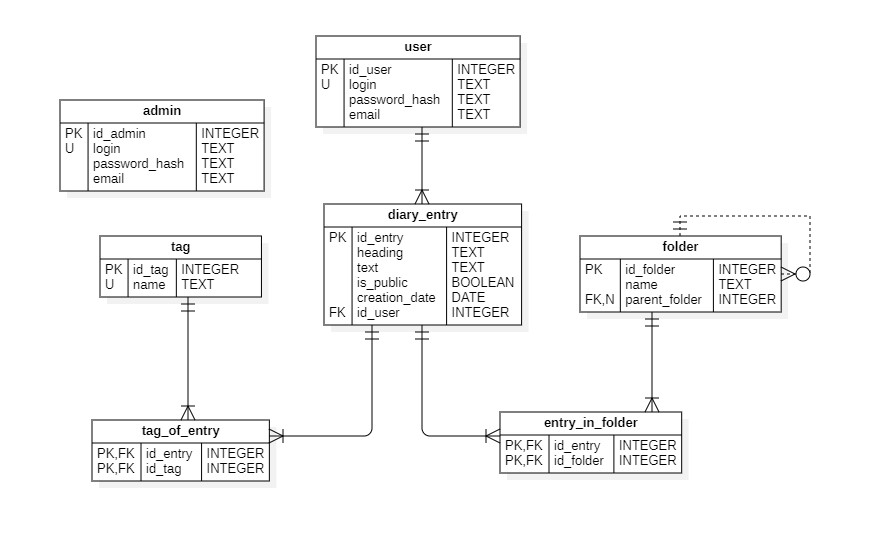 user
PK id_user INTEGER
U login TEXT
password_hash TEXT
email TEXT
admin
PK id_admin INTEGER
U login TEXT
password_hash TEXT
email TEXT
diary_entry
PK id_entry INTEGER
heading TEXT
text TEXT
is_public BOOLEAN
creation_date DATE
FK id_user INTEGER
tag
PK id_tag INTEGER
U name TEXT
folder
PK id_folder INTEGER
name TEXT
FK,N parent_folder INTEGER
tag_of_entry
PK,FK id_entry INTEGER
PK,FK id_tag INTEGER
entry_in_folder
PK,FK id_entry INTEGER
PK,FK id_folder INTEGER